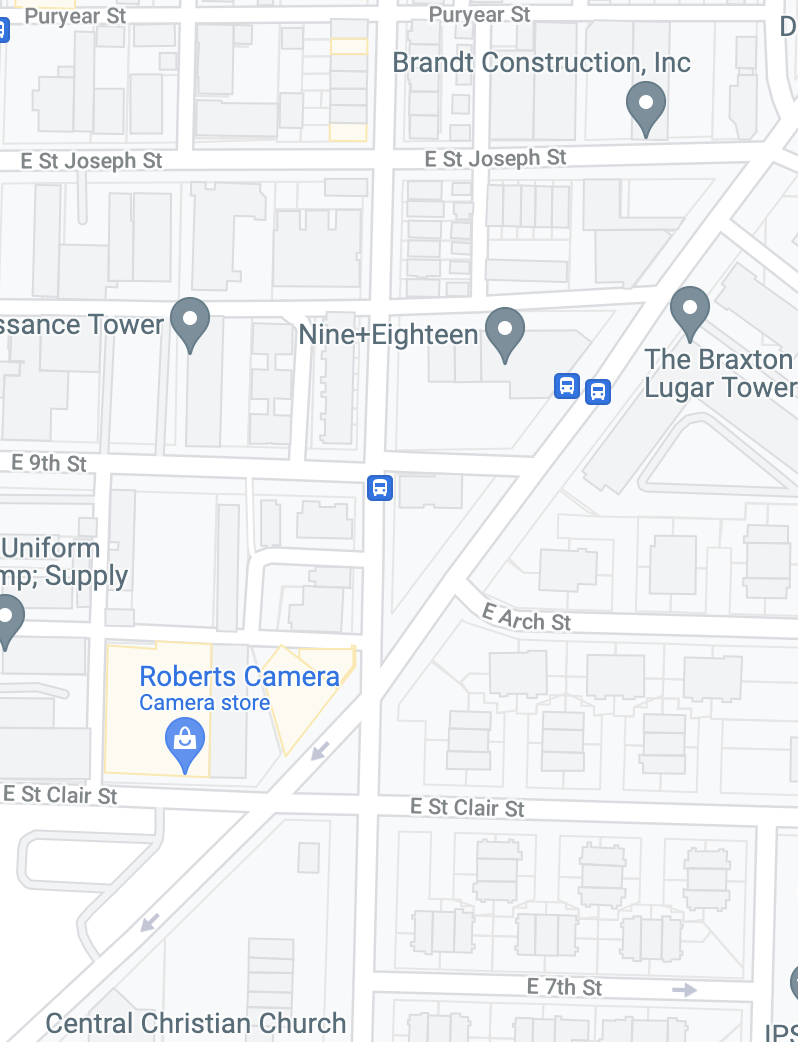 Puryear St
Puryear St
D
Brandt Construction, Inc
E St Joseph St
E St Joseph St
ssance Tower
Nine+Eighteen
The Braxton
Lugar Tower
E 9th St
Uniform
mp; Supply
E Arch St
Roberts Camera
Camera store
E St Clair St
E St Clair St
E 7th St
Central Christian Church
IPS